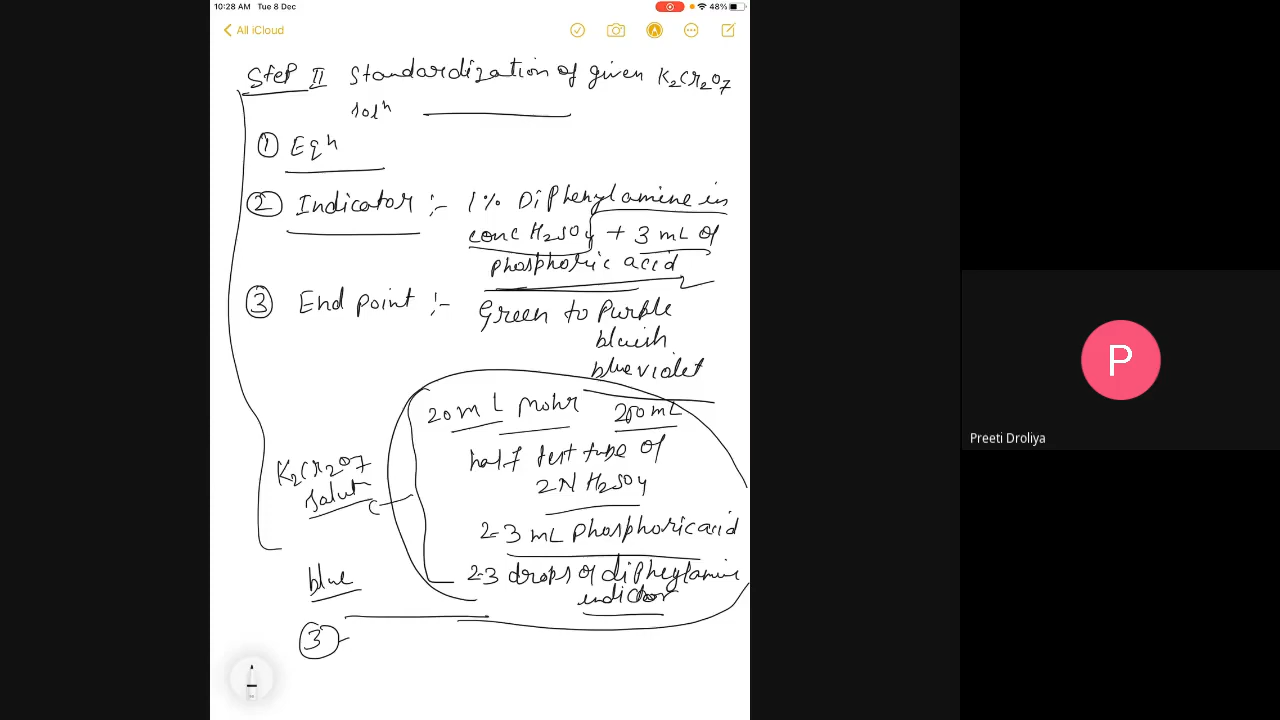 10:28 AM Tue 8 Dec
48%
All iCloud
Step II Standardization of given K2Cr2O7
solⁿ
① Eqⁿ
② Indicator :- 1% Diphenylamine in
conc H2SO4 + 3 mL of
phosphoric acid
③ End point :- Green to Purple
bluish
blue violet
20 mL Mohr 250 mL
half test tube of
2N H2SO4
K2Cr2O7
2-3 mL phosphoric acid
2-3 drops of diphenylamine
blue
③
P
Preeti Droliya